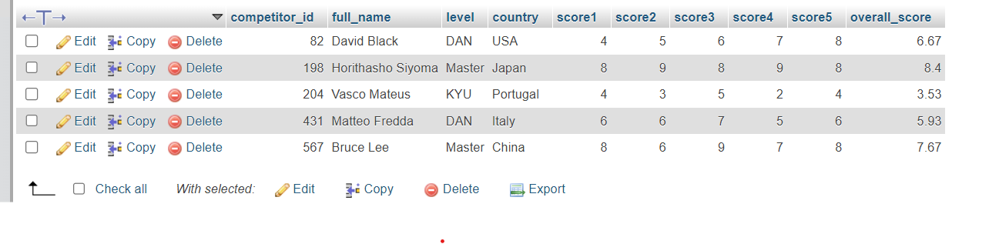 competitor_id full_name level country score1 score2 score3 score4 score5 overall_score
Edit Copy Delete 82 David Black DAN USA 4 5 6 7 8 6.67
Edit Copy Delete 198 Horithasho Siyoma Master Japan 8 9 8 9 8 8.4
Edit Copy Delete 204 Vasco Mateus KYU Portugal 4 3 5 2 4 3.53
Edit Copy Delete 431 Matteo Fredda DAN Italy 6 6 7 5 6 5.93
Edit Copy Delete 567 Bruce Lee Master China 8 6 9 7 8 7.67
Check all With selected: Edit Copy Delete Export